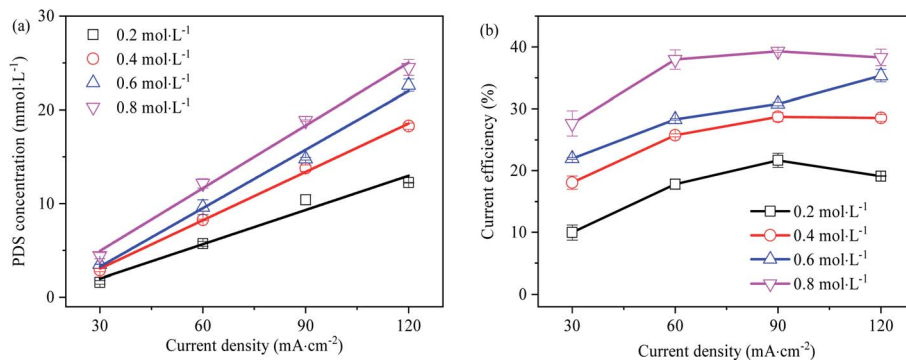 (a)
30
20
10
0
PDS concentration (mmol·L⁻¹)
0.2 mol·L⁻¹
0.4 mol·L⁻¹
0.6 mol·L⁻¹
0.8 mol·L⁻¹
30 60 90 120
Current density (mA·cm⁻²)
(b)
40
30
20
10
0
Current efficiency (%)
0.2 mol·L⁻¹
0.4 mol·L⁻¹
0.6 mol·L⁻¹
0.8 mol·L⁻¹
30 60 90 120
Current density (mA·cm⁻²)